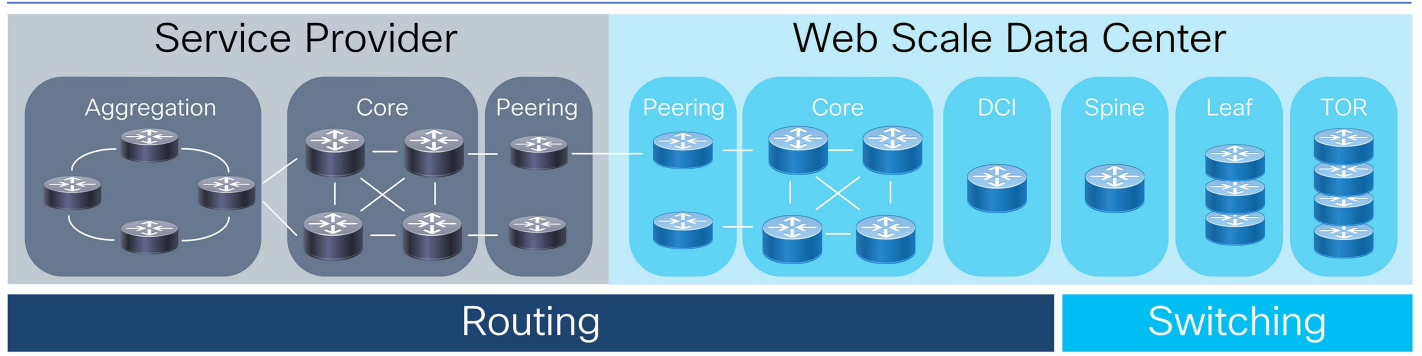 Service Provider
Web Scale Data Center
Aggregation
Core
Peering
Peering
Core
DCI
Spine
Leaf
TOR
Routing
Switching